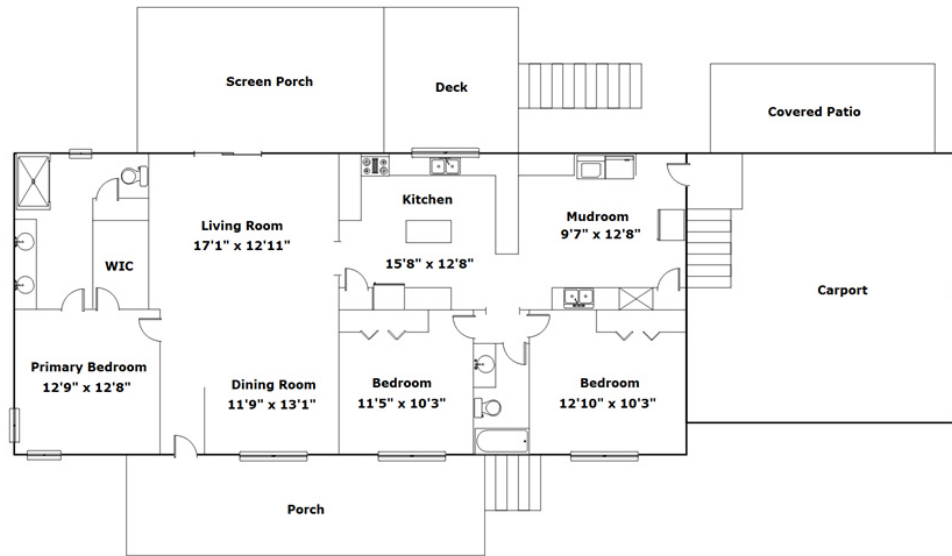 Screen Porch
Deck
Covered Patio
Kitchen
15'8" x 12'8"
Living Room
17'1" x 12'11"
Mudroom
9'7" x 12'8"
WIC
Carport
Primary Bedroom
12'9" x 12'8"
Dining Room
11'9" x 13'1"
Bedroom
11'5" x 10'3"
Bedroom
12'10" x 10'3"
Porch